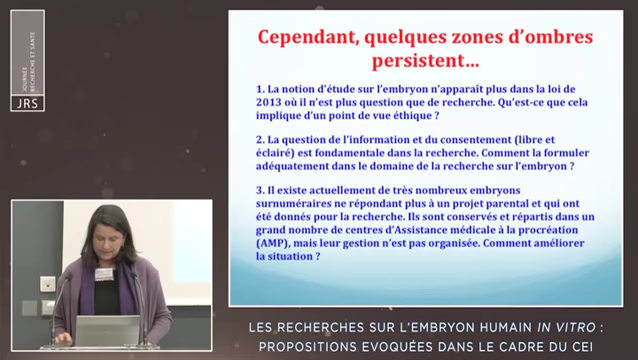 JOURNÉE
RECHERCHE ET SANTÉ
JRS
Cependant, quelques zones d'ombres
persistent…
1. La notion d'étude sur l'embryon n'apparaît plus dans la loi de
2013 où il n'est plus question que de recherche. Qu'est-ce que cela
implique d'un point de vue éthique ?
2. La question de l'information et du consentement (libre et
éclairé) est fondamentale dans la recherche. Comment la formuler
adéquatement dans le domaine de la recherche sur l'embryon ?
3. Il existe actuellement de très nombreux embryons
surnuméraires ne répondant plus à un projet parental et qui ont
été donnés pour la recherche. Ils sont conservés et répartis dans un
grand nombre de centres d'Assistance médicale à la procréation
(AMP), mais leur gestion n'est pas organisée. Comment améliorer
la situation ?
LES RECHERCHES SUR L'EMBRYON HUMAIN IN VITRO :
PROPOSITIONS EVOQUÉES DANS LE CADRE DU CEI